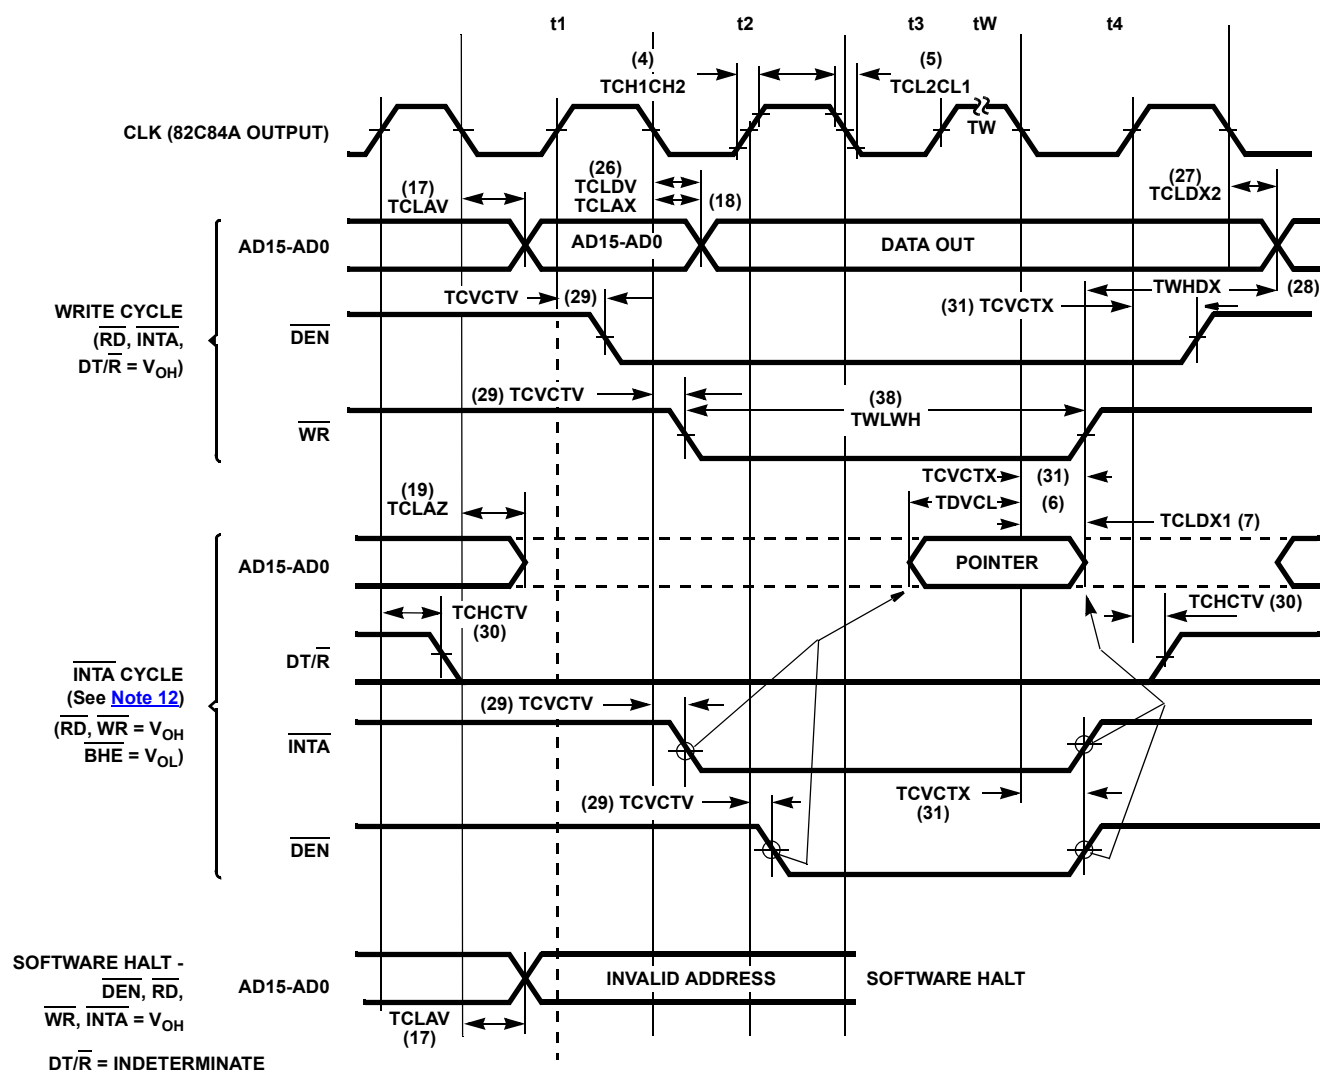 t1 t2 t3 tW t4
(4)
TCH1CH2
(5)
TCL2CL1
CLK (82C84A OUTPUT)
TW
(17)
TCLAV
(26)
TCLDV
TCLAX
(18)
(27)
TCLDX2
WRITE CYCLE
(RD, INTA,
DT/R = VOH)
AD15-AD0
AD15-AD0
DATA OUT
TCVCTV (29)
(31) TCVCTX
TWHDX
(28)
DEN
(29) TCVCTV
(38)
TWLWH
WR
TCVCTX (31)
(19)
TCLAZ
TDVCL (6)
TCLDX1 (7)
AD15-AD0
POINTER
TCHCTV
(30)
TCHCTV (30)
DT/R
INTA CYCLE
(See Note 12)
(RD, WR = VOH
BHE = VOL)
(29) TCVCTV
INTA
(29) TCVCTV
TCVCTX
(31)
DEN
SOFTWARE HALT -
DEN, RD,
WR, INTA = VOH
DT/R = INDETERMINATE
AD15-AD0
INVALID ADDRESS
SOFTWARE HALT
TCLAV
(17)